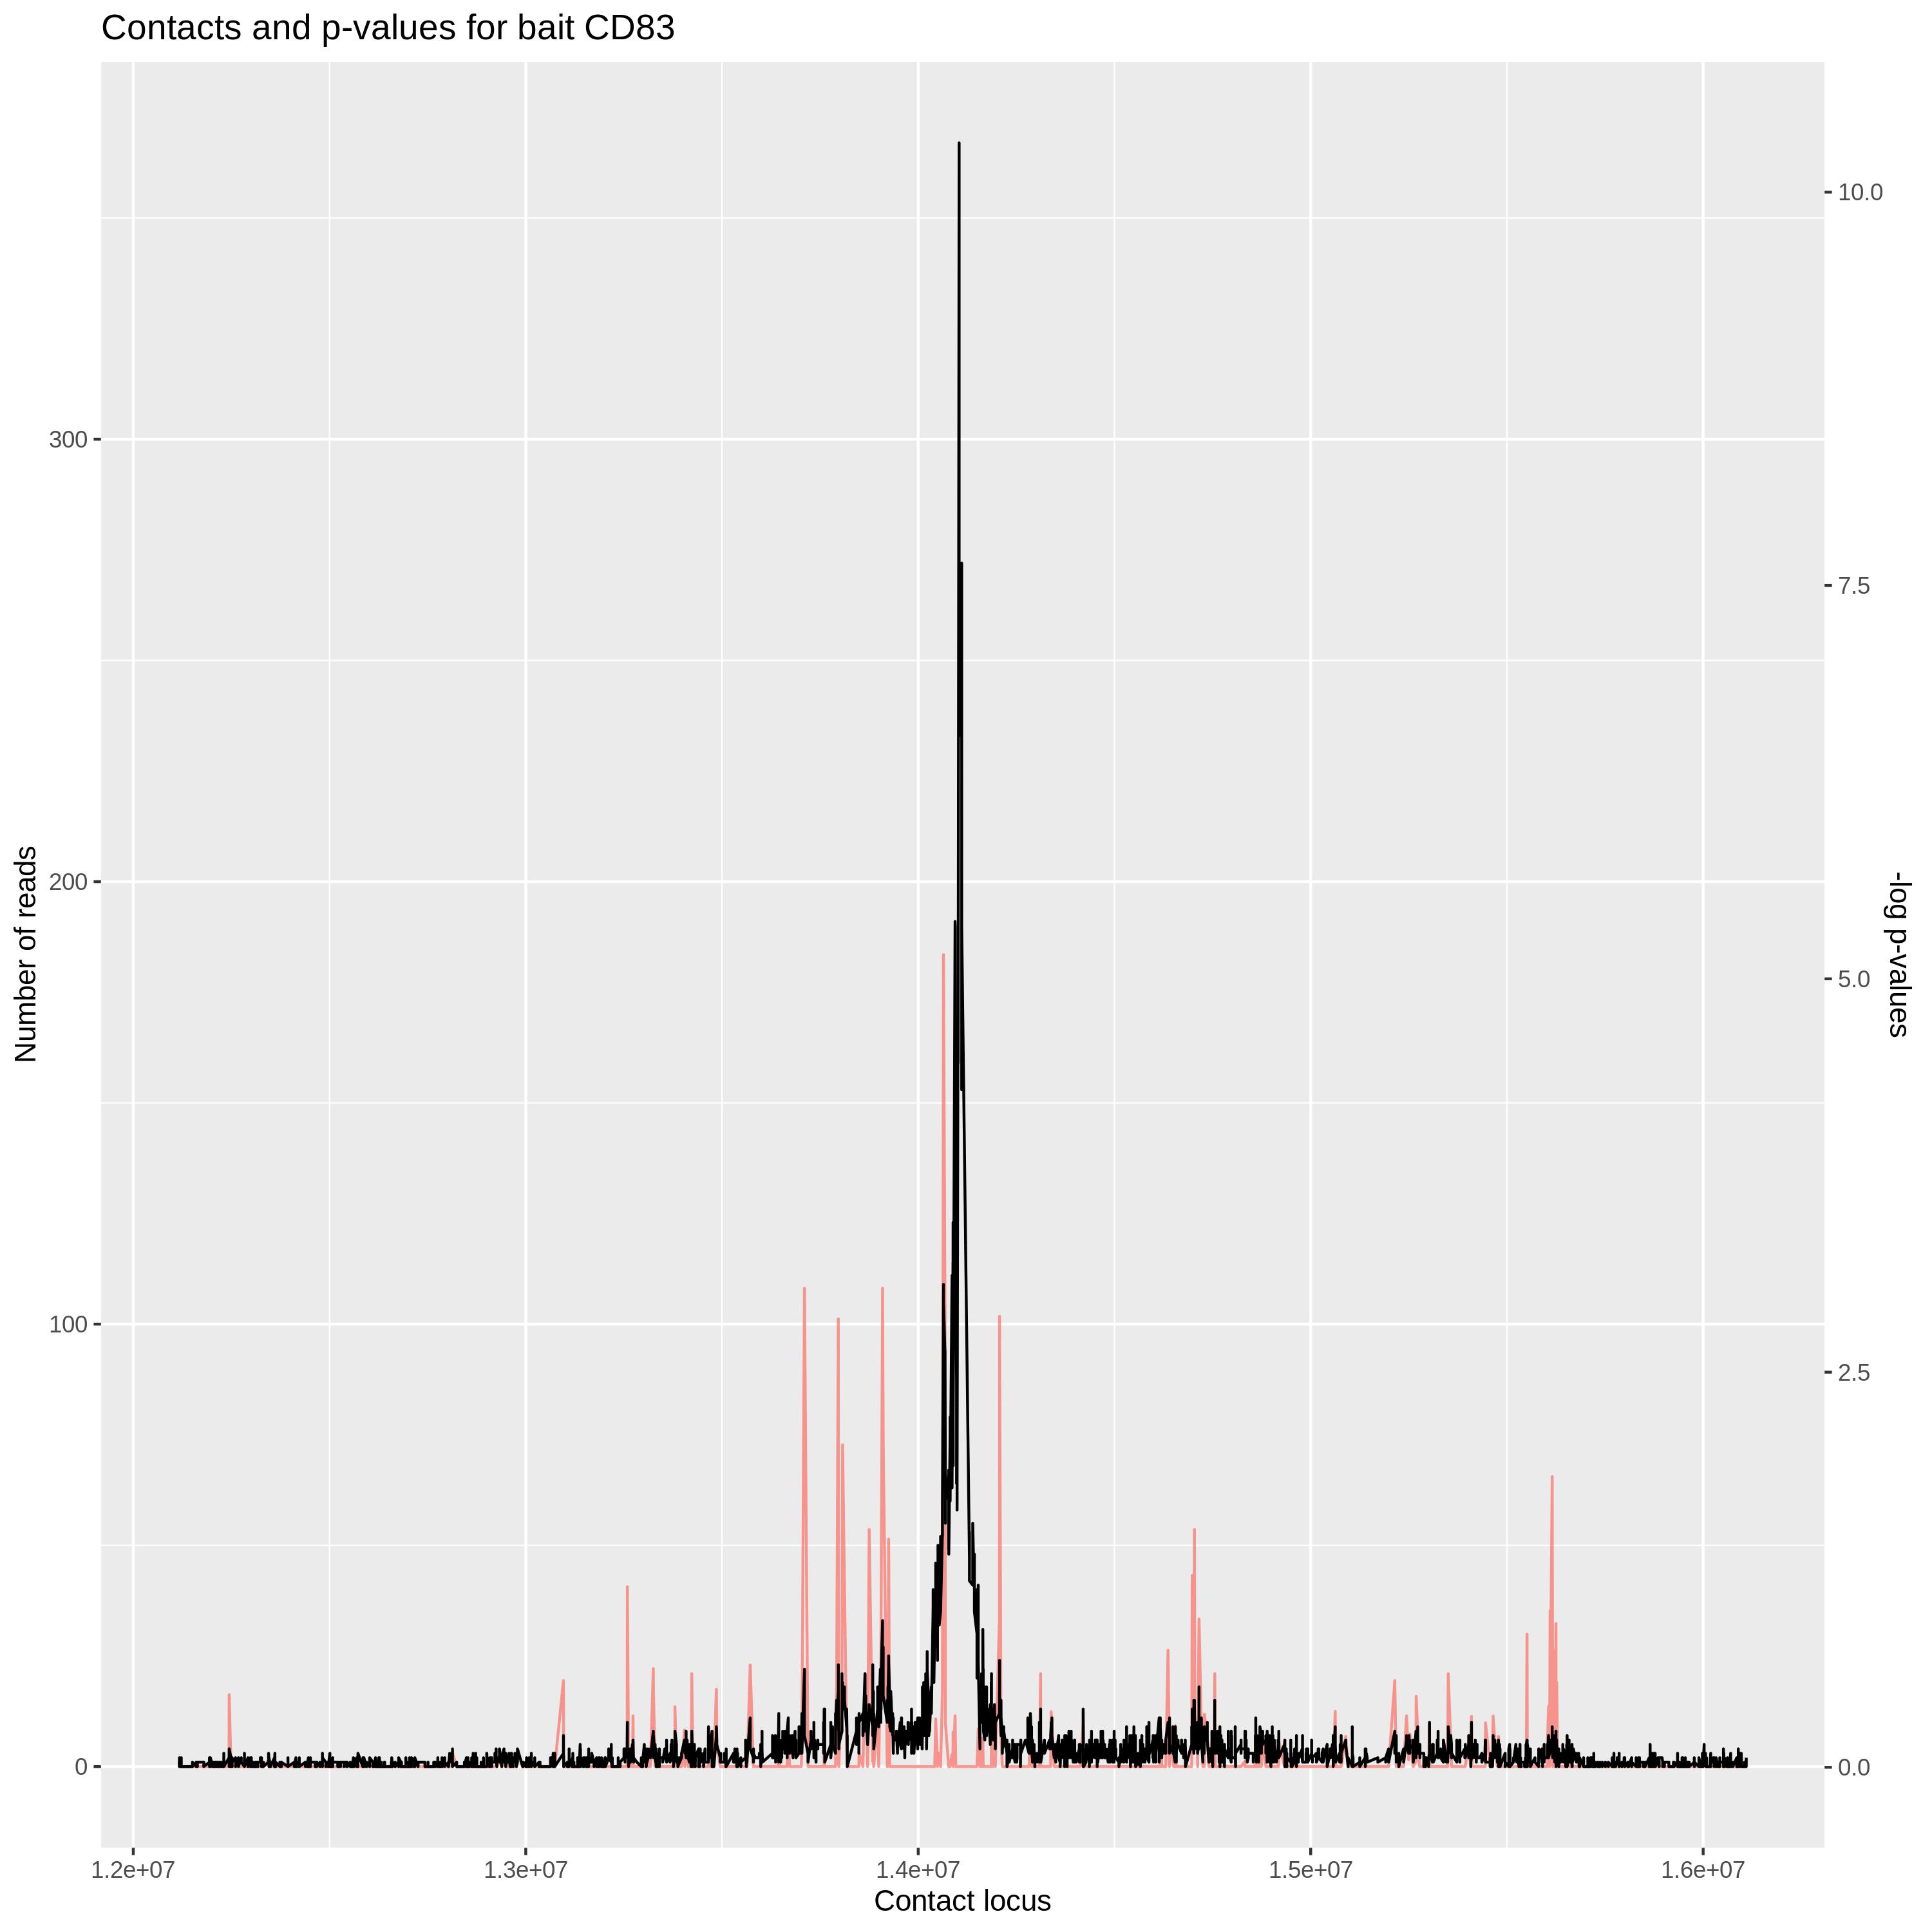 Contacts and p-values for bait CD83
Number of reads
300
200
100
0
10.0
7.5
5.0
2.5
0.0
-log p-values
1.2e+07 1.3e+07 1.4e+07 1.5e+07 1.6e+07
Contact locus